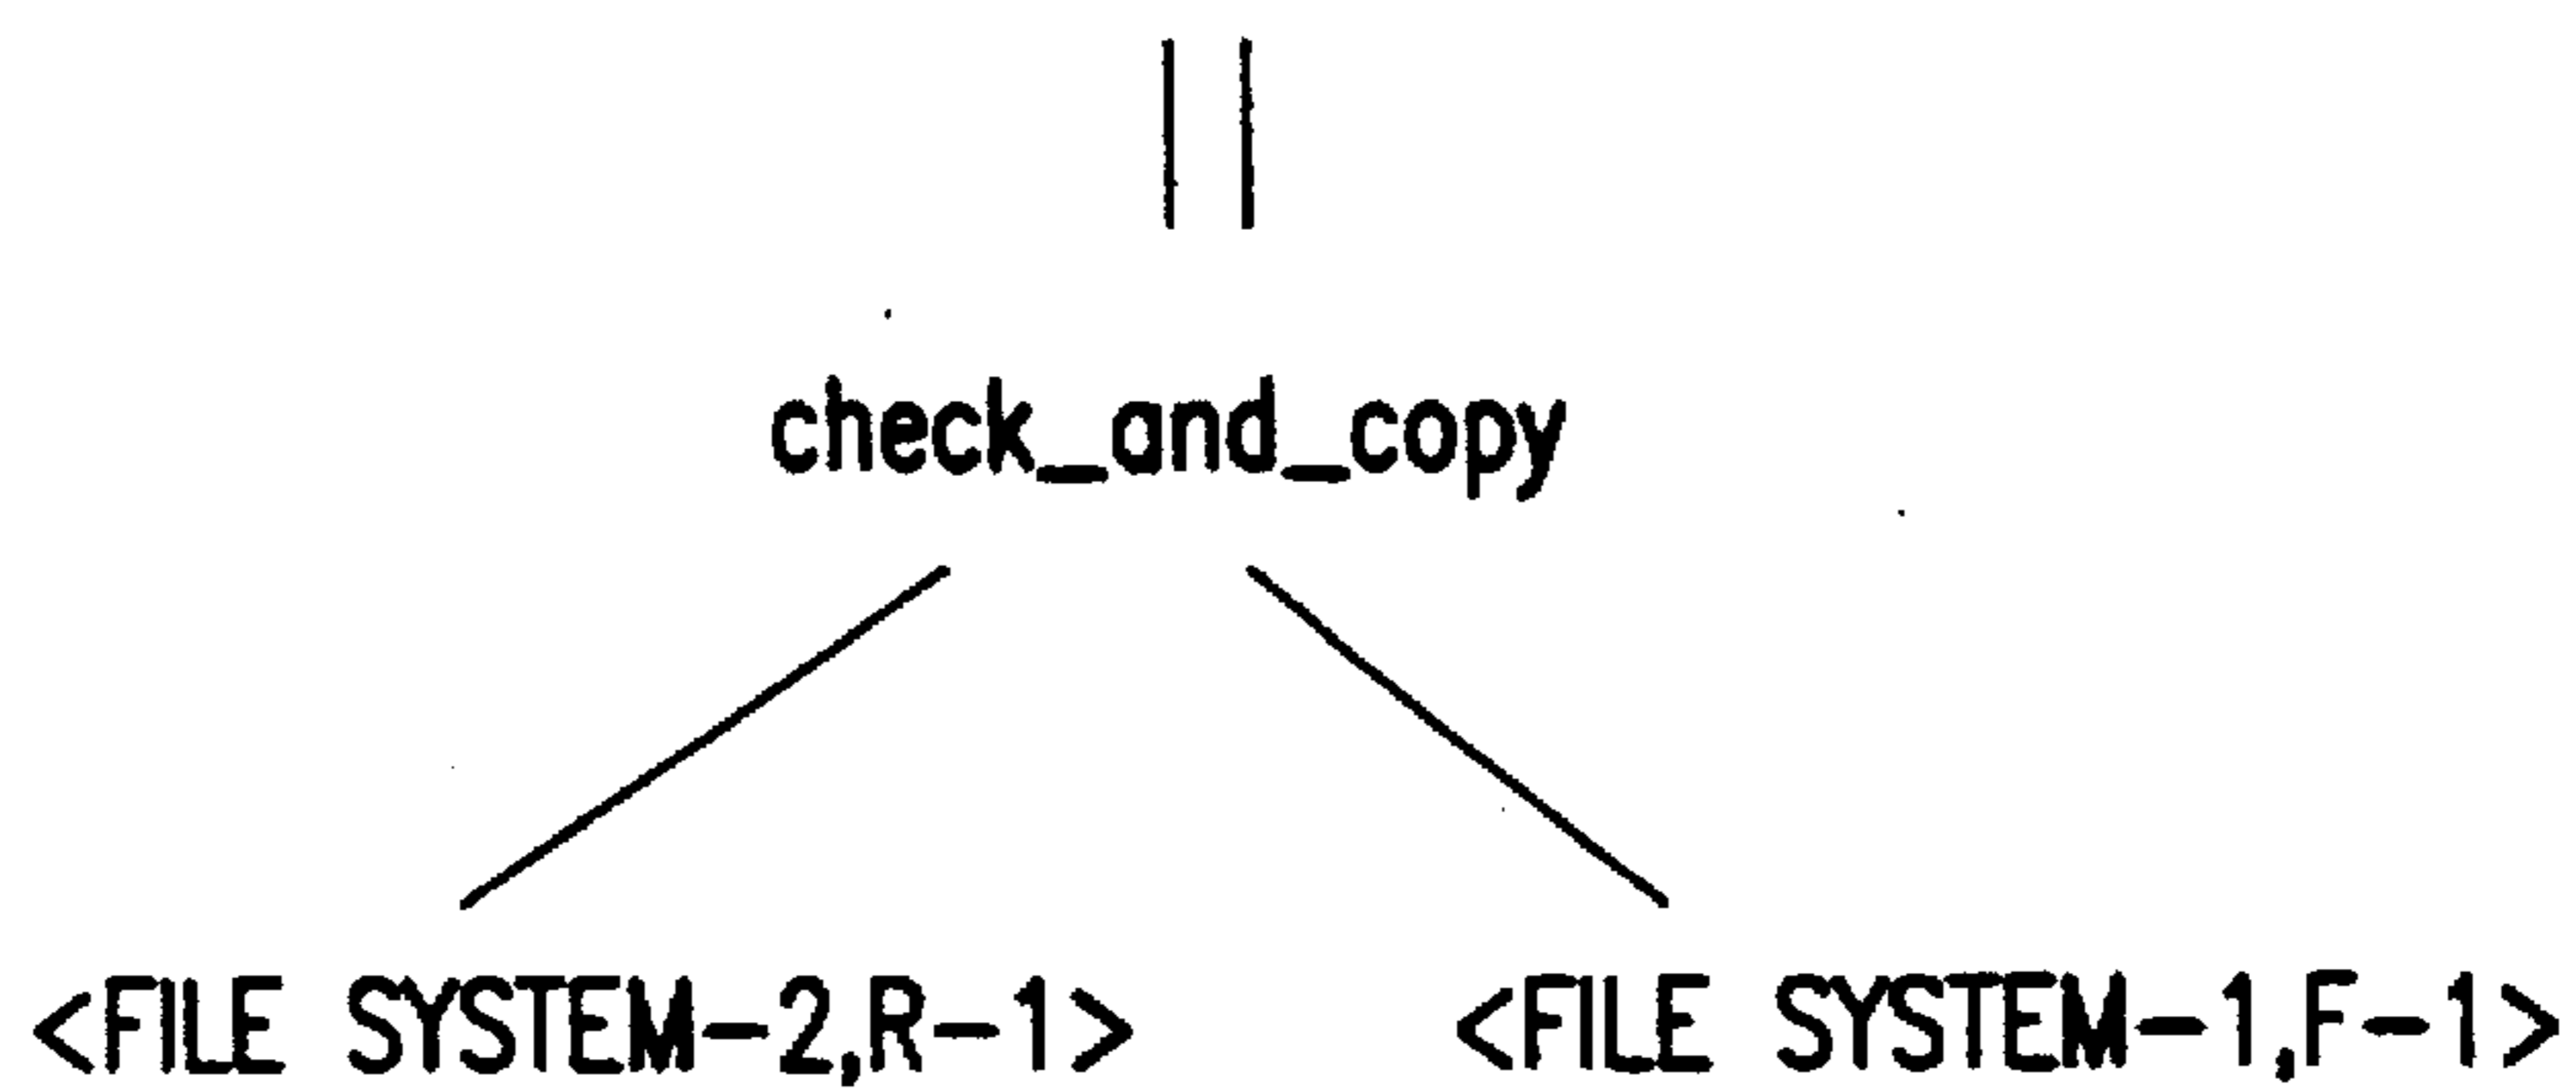 check_and_copy
<FILE SYSTEM-2,R-1> <FILE SYSTEM-1,F-1>